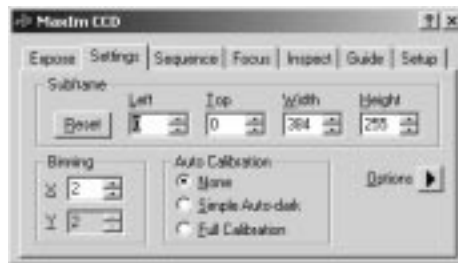 MaxIm CCD
Expose Settings Sequence Focus Inspect Guide Setup
Subframe
Left Top Width Height
Reset 0 384 255
Binning Auto Calibration
X 2 None Options
Simple Auto-dark
Y 2 Full Calibration